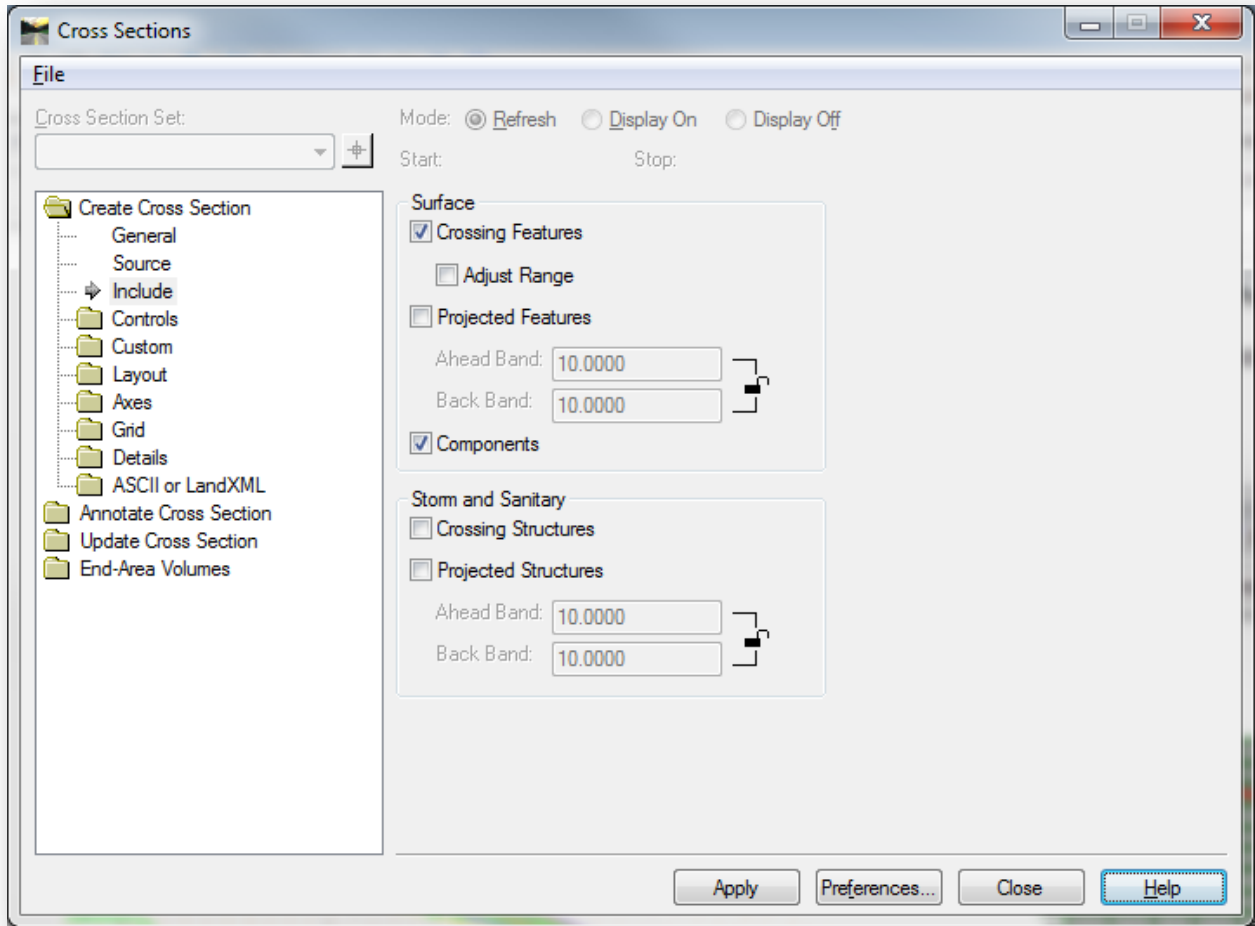 Cross Sections
File
Cross Section Set:
Mode: Refresh Display On Display Off
Start: Stop:
Create Cross Section
General
Source
Include
Controls
Custom
Layout
Axes
Grid
Details
ASCII or LandXML
Annotate Cross Section
Update Cross Section
End-Area Volumes
Surface
Crossing Features
Adjust Range
Projected Features
Ahead Band: 10.0000
Back Band: 10.0000
Components
Storm and Sanitary
Crossing Structures
Projected Structures
Ahead Band: 10.0000
Back Band: 10.0000
Apply Preferences... Close Help